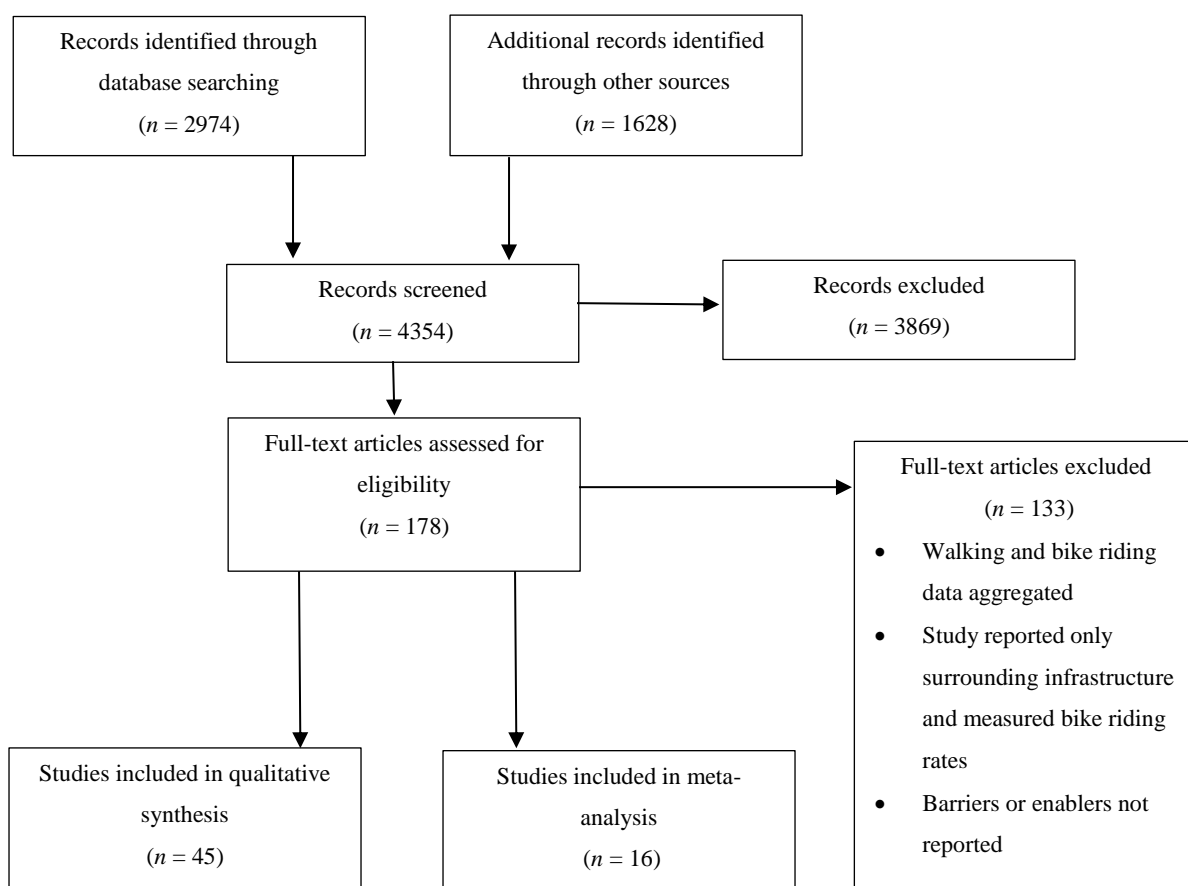 Records identified through
database searching
(n = 2974)
Additional records identified
through other sources
(n = 1628)
Records screened
(n = 4354)
Records excluded
(n = 3869)
Full-text articles assessed for
eligibility
(n = 178)
Full-text articles excluded
(n = 133)
• Walking and bike riding
data aggregated
• Study reported only
surrounding infrastructure
and measured bike riding
rates
• Barriers or enablers not
reported
Studies included in qualitative
synthesis
(n = 45)
Studies included in meta-
analysis
(n = 16)